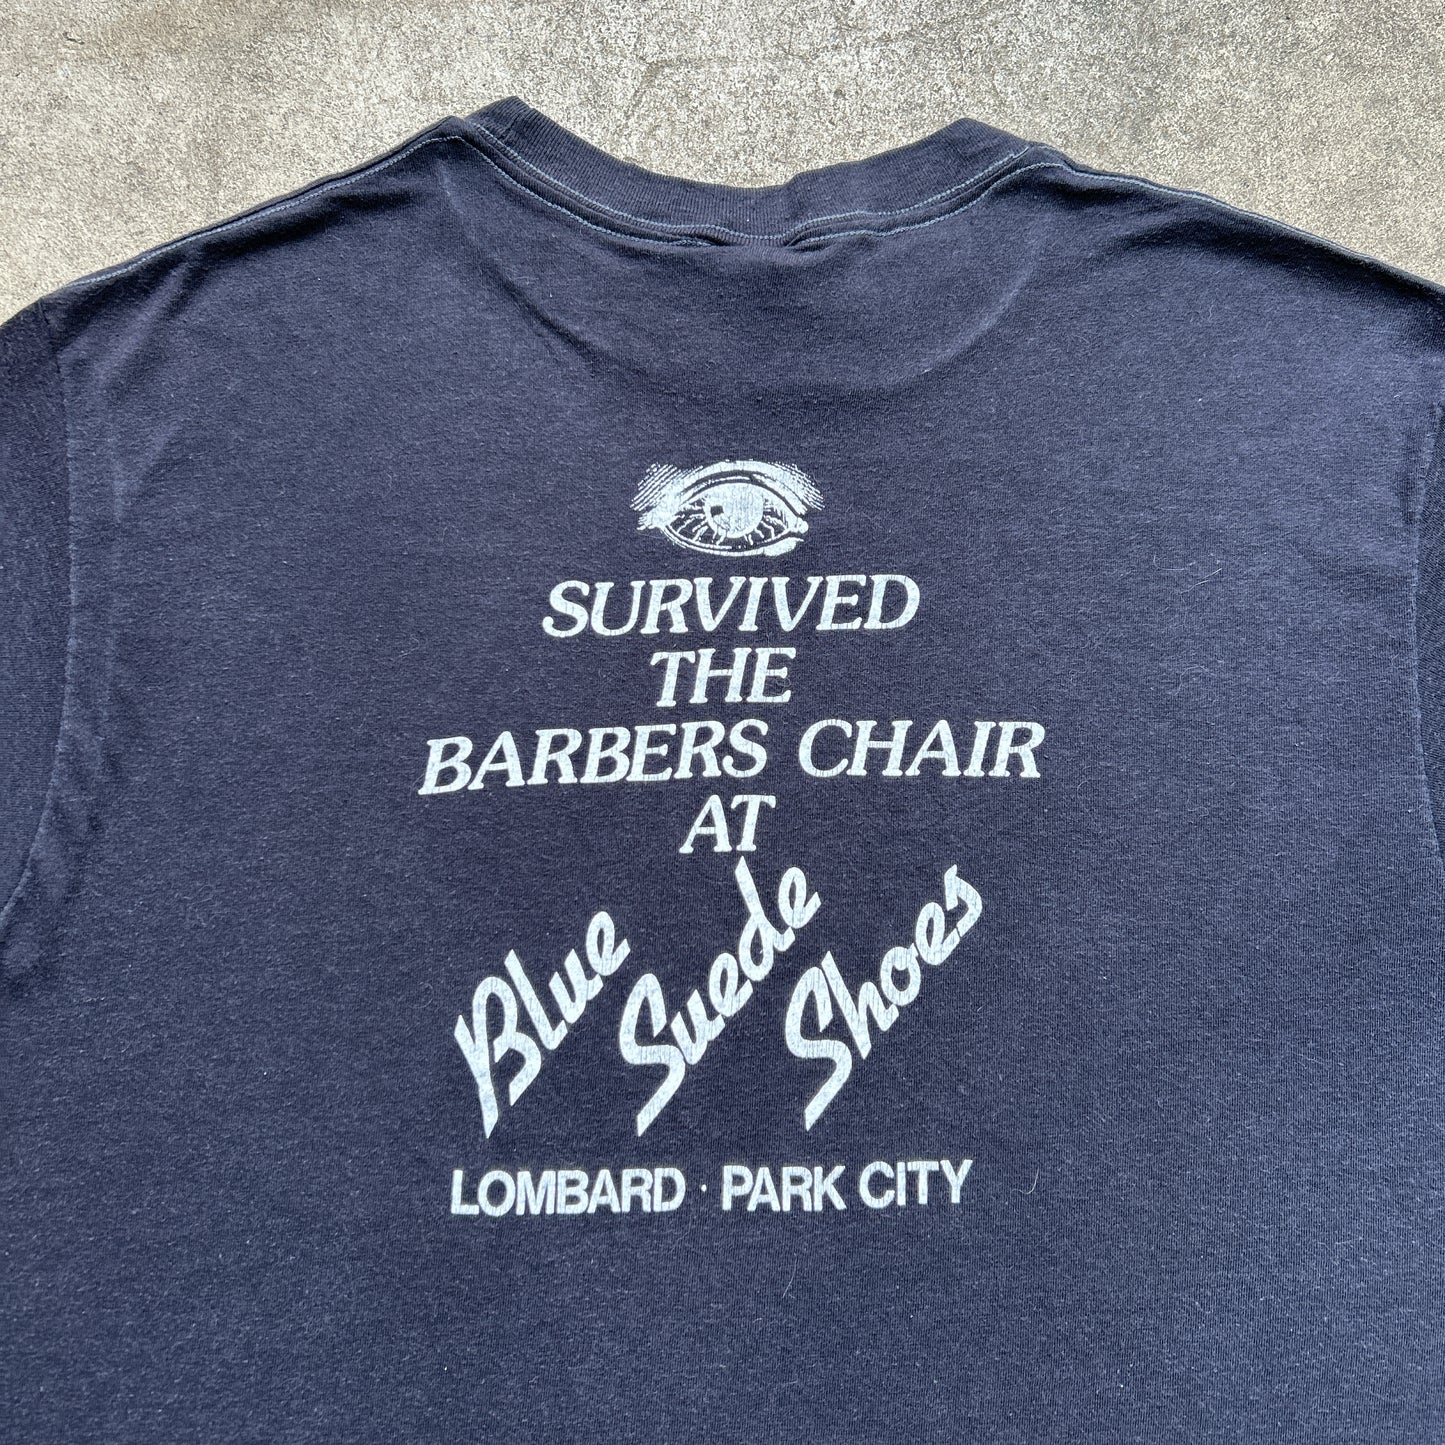 SURVIVED
THE
BARBERS CHAIR
AT
Blue Suede Shoes
LOMBARD · PARK CITY